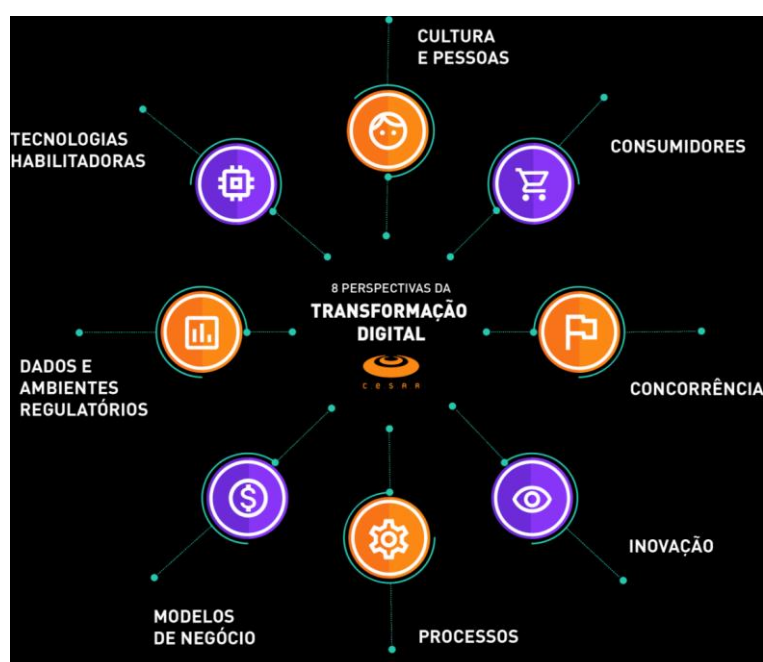 CULTURA
E PESSOAS
TECNOLOGIAS
HABILITADORAS
CONSUMIDORES
8 PERSPECTIVAS DA
TRANSFORMAÇÃO
DIGITAL
C e S A R
DADOS E
AMBIENTES
REGULATÓRIOS
CONCORRÊNCIA
INOVAÇÃO
MODELOS
DE NEGÓCIO
PROCESSOS